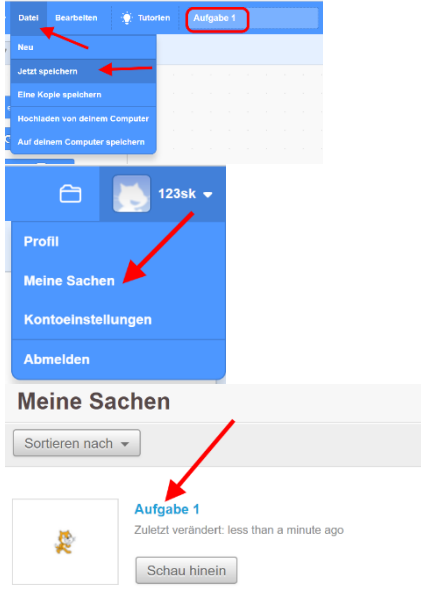 Datei Bearbeiten Tutorien Aufgabe 1
Neu
Jetzt speichern
Eine Kopie speichern
Hochladen von deinem Computer
Auf deinem Computer speichern
123sk
Profil
Meine Sachen
Kontoeinstellungen
Abmelden
Meine Sachen
Sortieren nach
Aufgabe 1
Zuletzt verändert: less than a minute ago
Schau hinein